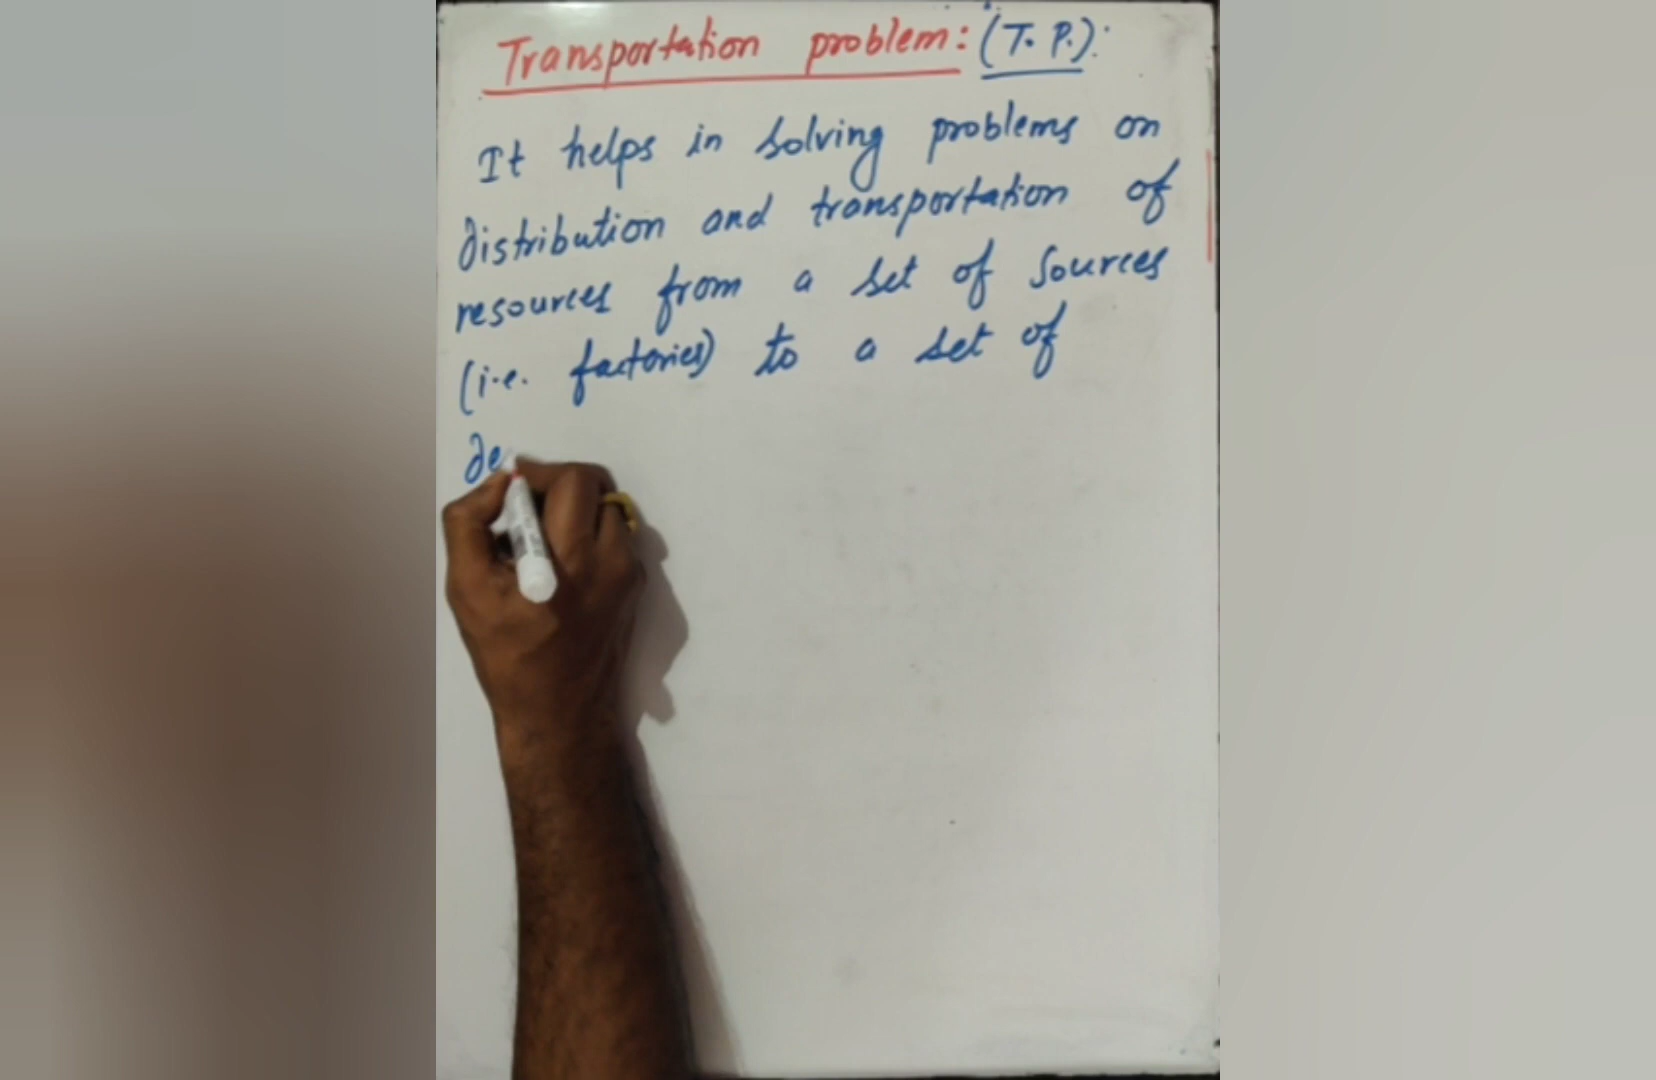 Transportation problem: (T. P.):
It helps in solving problems on
distribution and transportation of
resources from a set of sources
(i.e. factories) to a set of
de